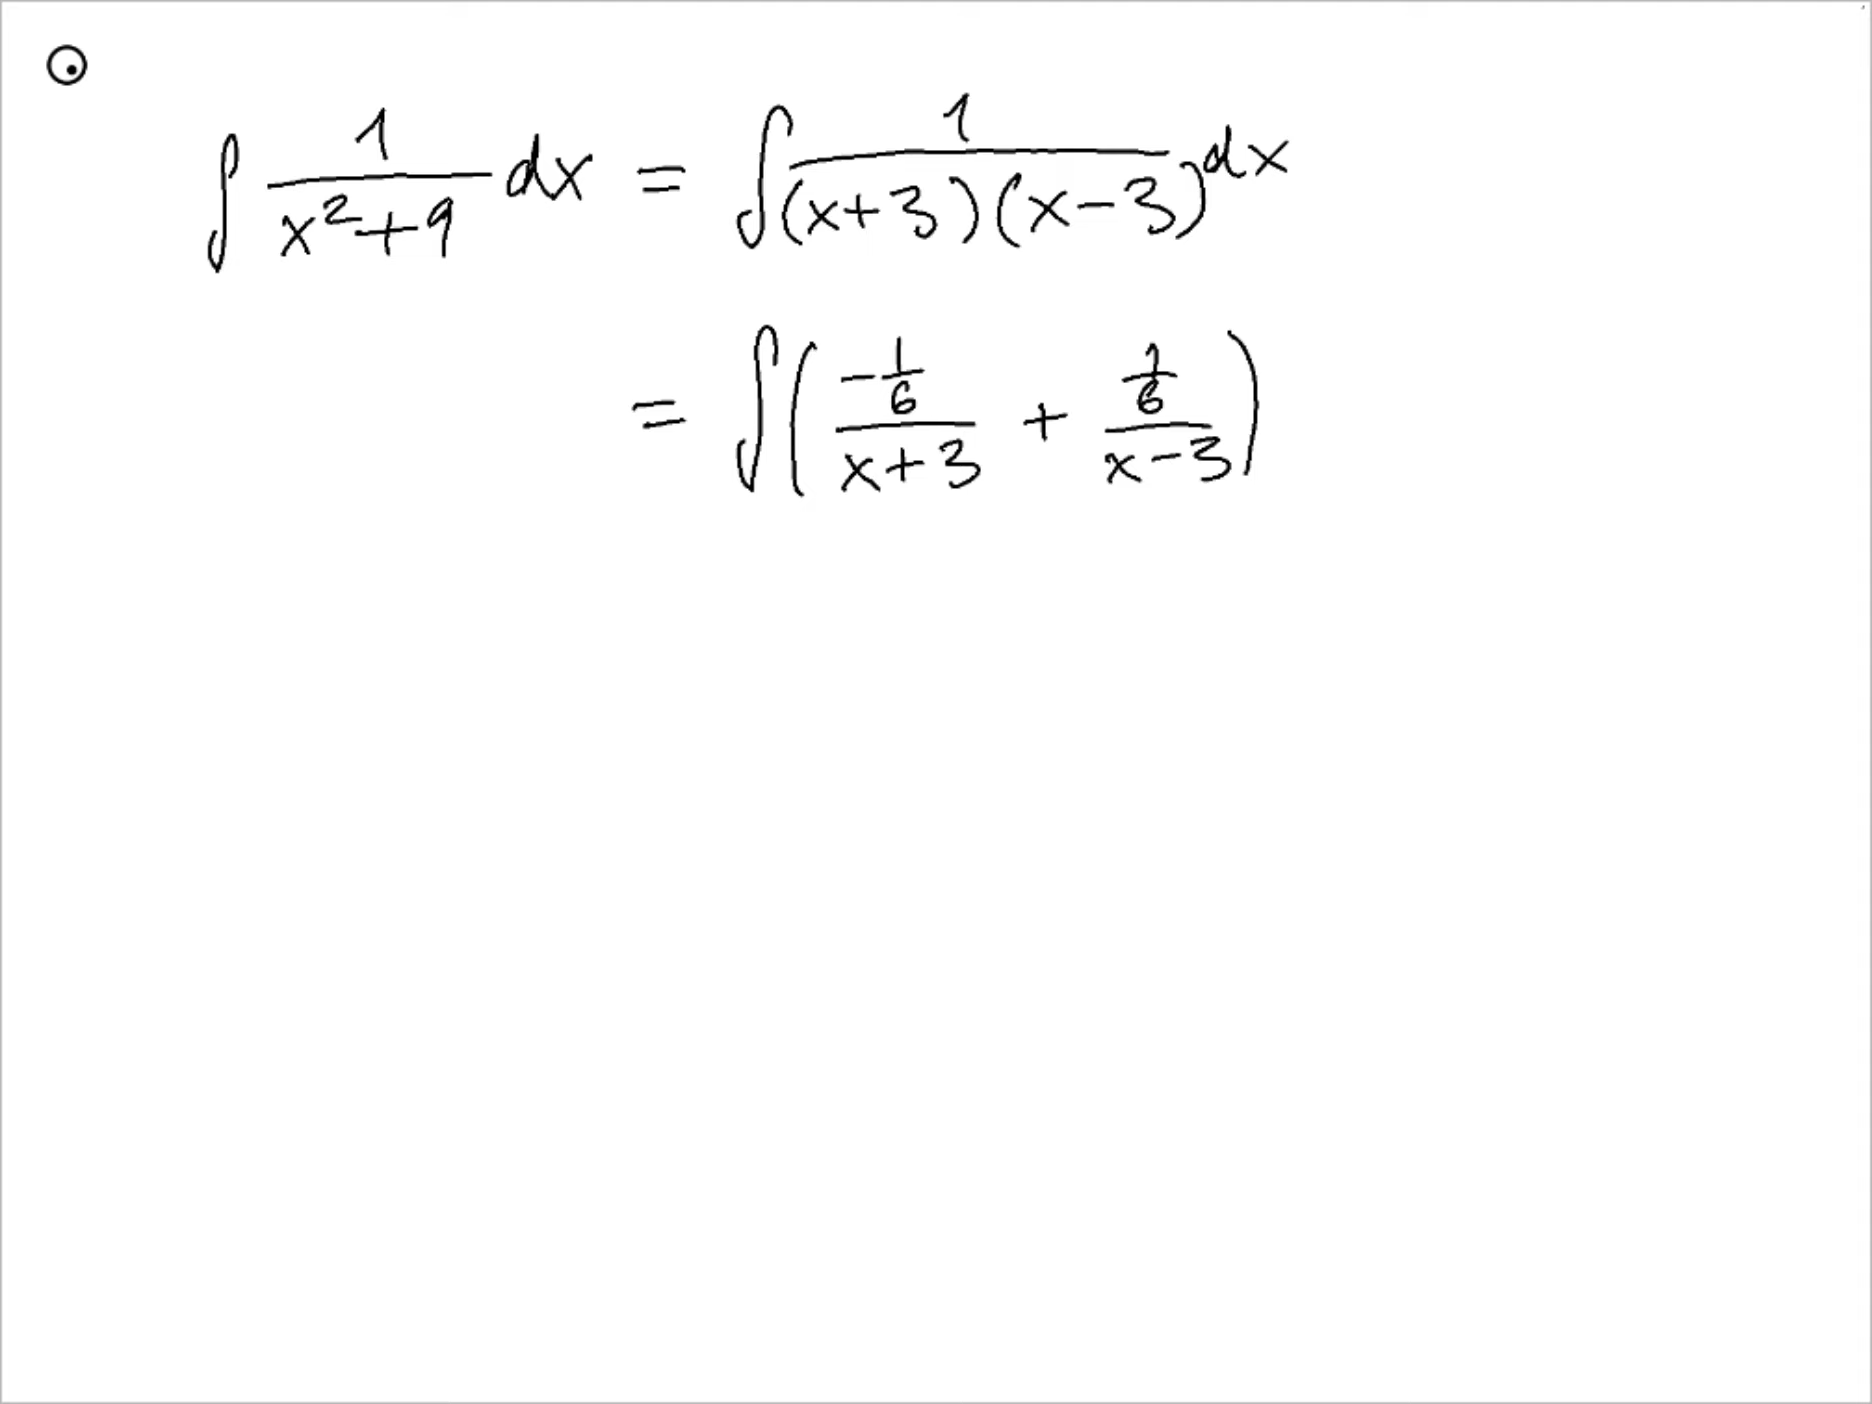 ∫ 1/(x²+9) dx = ∫ 1/((x+3)(x-3)) dx
= ∫ ( (-1/6)/(x+3) + (1/6)/(x-3) )